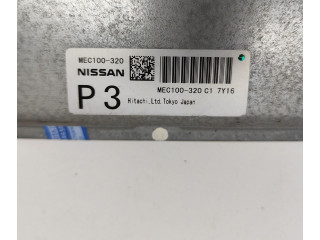 MEC100-320
NISSAN
P3
MEC100-320 C1 7Y16
Hitachi,Ltd.Tokyo Japan